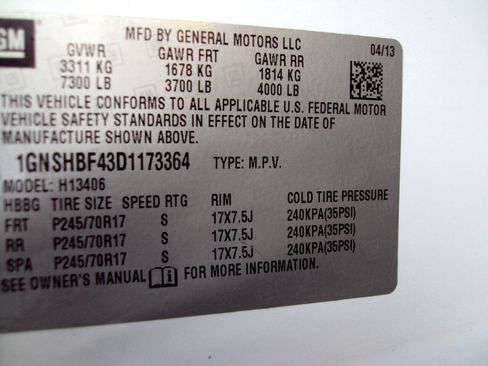 GM MFD BY GENERAL MOTORS LLC 04/13
GVWR GAWR FRT GAWR RR
3311 KG 1678 KG 1814 KG
7300 LB 3700 LB 4000 LB
THIS VEHICLE CONFORMS TO ALL APPLICABLE U.S. FEDERAL MOTOR
VEHICLE SAFETY STANDARDS IN EFFECT ON THE DATE OF
MANUFACTURE SHOWN ABOVE.
1GNSHBF43D1173364 TYPE: M.P.V.
MODEL: H13406
HBBG TIRE SIZE SPEED RTG RIM COLD TIRE PRESSURE
FRT P245/70R17 S 17X7.5J 240KPA(35PSI)
RR P245/70R17 S 17X7.5J 240KPA(35PSI)
SPA P245/70R17 S 17X7.5J 240KPA(35PSI)
SEE OWNER'S MANUAL FOR MORE INFORMATION.